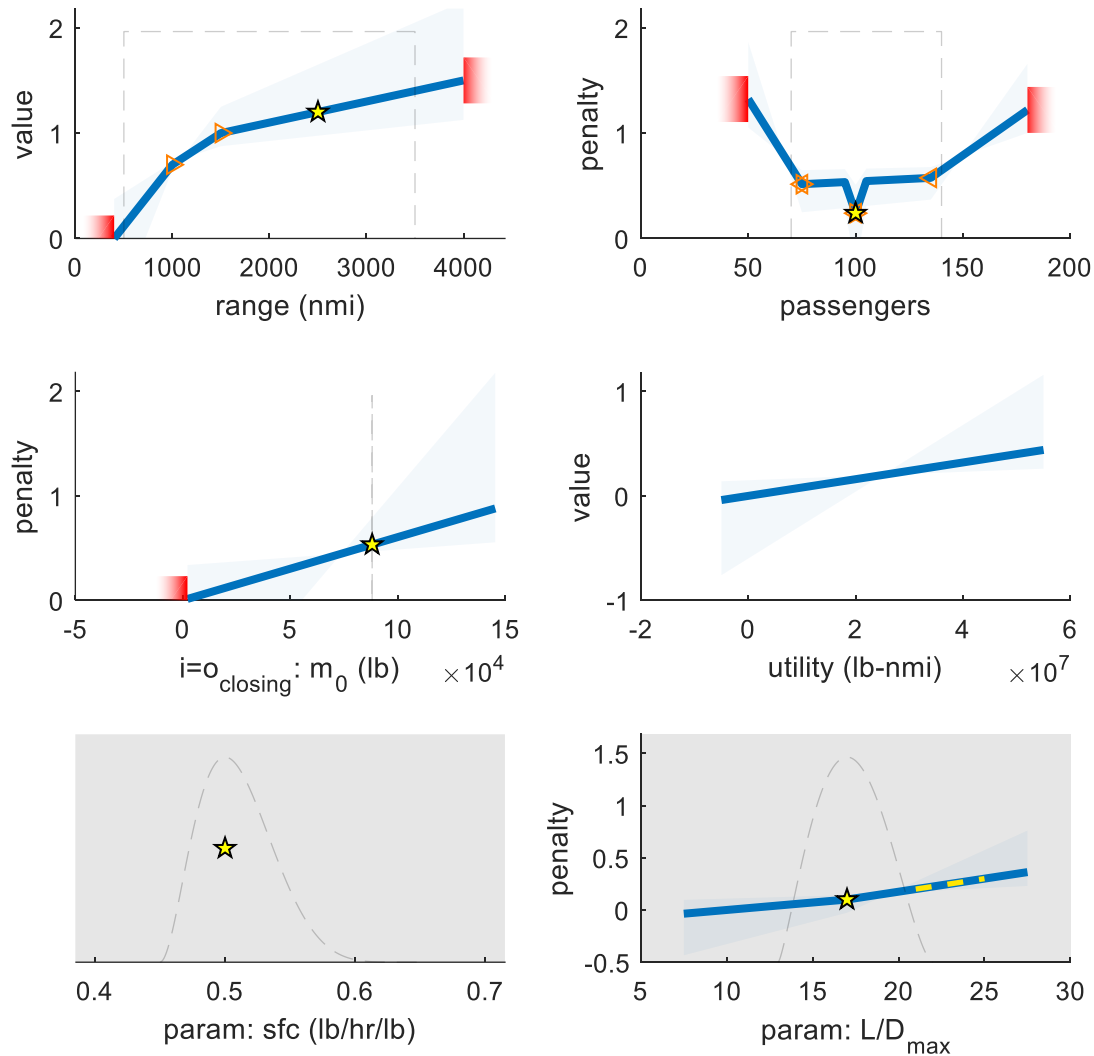 2
1
0
value
0 1000 2000 3000 4000
range (nmi)
2
1
0
penalty
0 50 100 150 200
passengers
2
1
0
penalty
-5 0 5 10 15
i=o_closing: m_0 (lb) ×10^4
1
0
-1
value
-2 0 2 4 6
utility (lb-nmi) ×10^7
0.4 0.5 0.6 0.7
param: sfc (lb/hr/lb)
1.5
1
0.5
0
-0.5
penalty
5 10 15 20 25 30
param: L/D_max